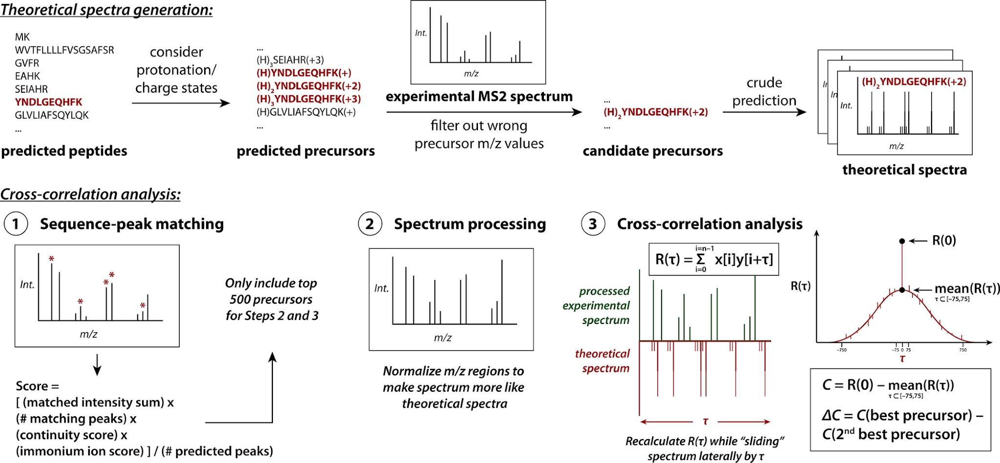 Theoretical spectra generation:
MK
WVTFLLLLFVSGSAFSR
GVFR
EAHK
SEIAHR
YNDLGEQHFK
GLVLIAFSQYLQK
...
predicted peptides
consider
protonation/
charge states
...
(H)₃SEIAHR(+3)
(H)YNDLGEQHFK(+)
(H)₂YNDLGEQHFK(+2)
(H)₃YNDLGEQHFK(+3)
(H)GLVLIAFSQYLQK(+)
...
predicted precursors
Int.
m/z
experimental MS2 spectrum
filter out wrong
precursor m/z values
...
(H)₂YNDLGEQHFK(+2)
...
candidate precursors
crude
prediction
Ir
In
(H)₂YNDLGEQHFK(+2)
Int.
m/z
theoretical spectra
Cross-correlation analysis:
1 Sequence-peak matching
Int.
* * * * *
m/z
Score =
[ (matched intensity sum) x
(# matching peaks) x
(continuity score) x
(immonium ion score) ] / (# predicted peaks)
Only include top
500 precursors
for Steps 2 and 3
2 Spectrum processing
Int.
m/z
Normalize m/z regions to
make spectrum more like
theoretical spectra
3 Cross-correlation analysis
i=n–1
R(τ) = Σ x[i]y[i+τ]
i=0
processed
experimental
spectrum
theoretical
spectrum
τ
Recalculate R(τ) while “sliding”
spectrum laterally by τ
R(0)
R(τ)
mean(R(τ))
τ⊂[–75,75]
–750 –75 0 75 750
τ
C = R(0) – mean(R(τ))
τ⊂[–75,75]
ΔC = C(best precursor) –
C(2ⁿᵈ best precursor)